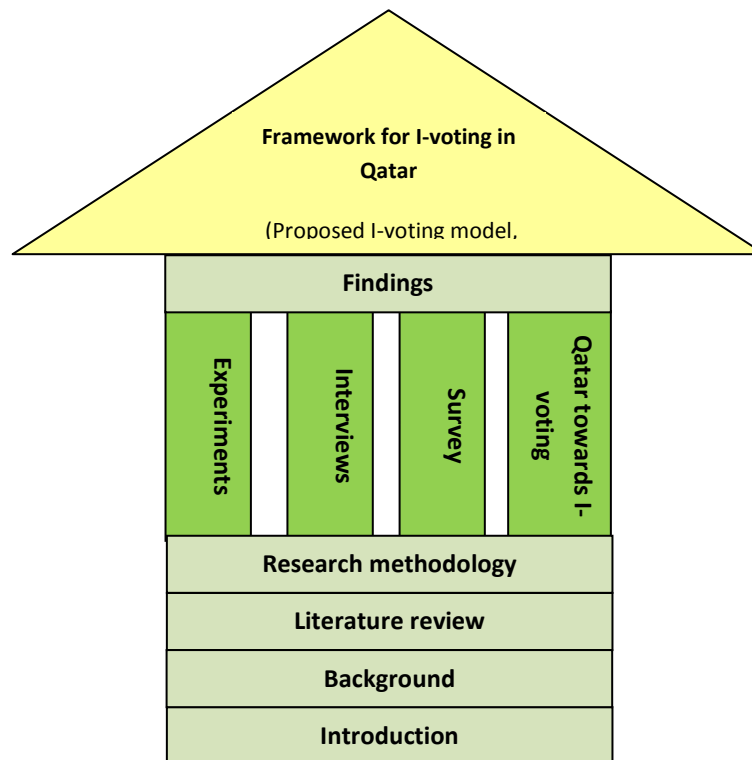 Framework for I-voting in
Qatar
(Proposed I-voting model,
Findings
Experiments
Interviews
Survey
Qatar towards I-
voting
Research methodology
Literature review
Background
Introduction